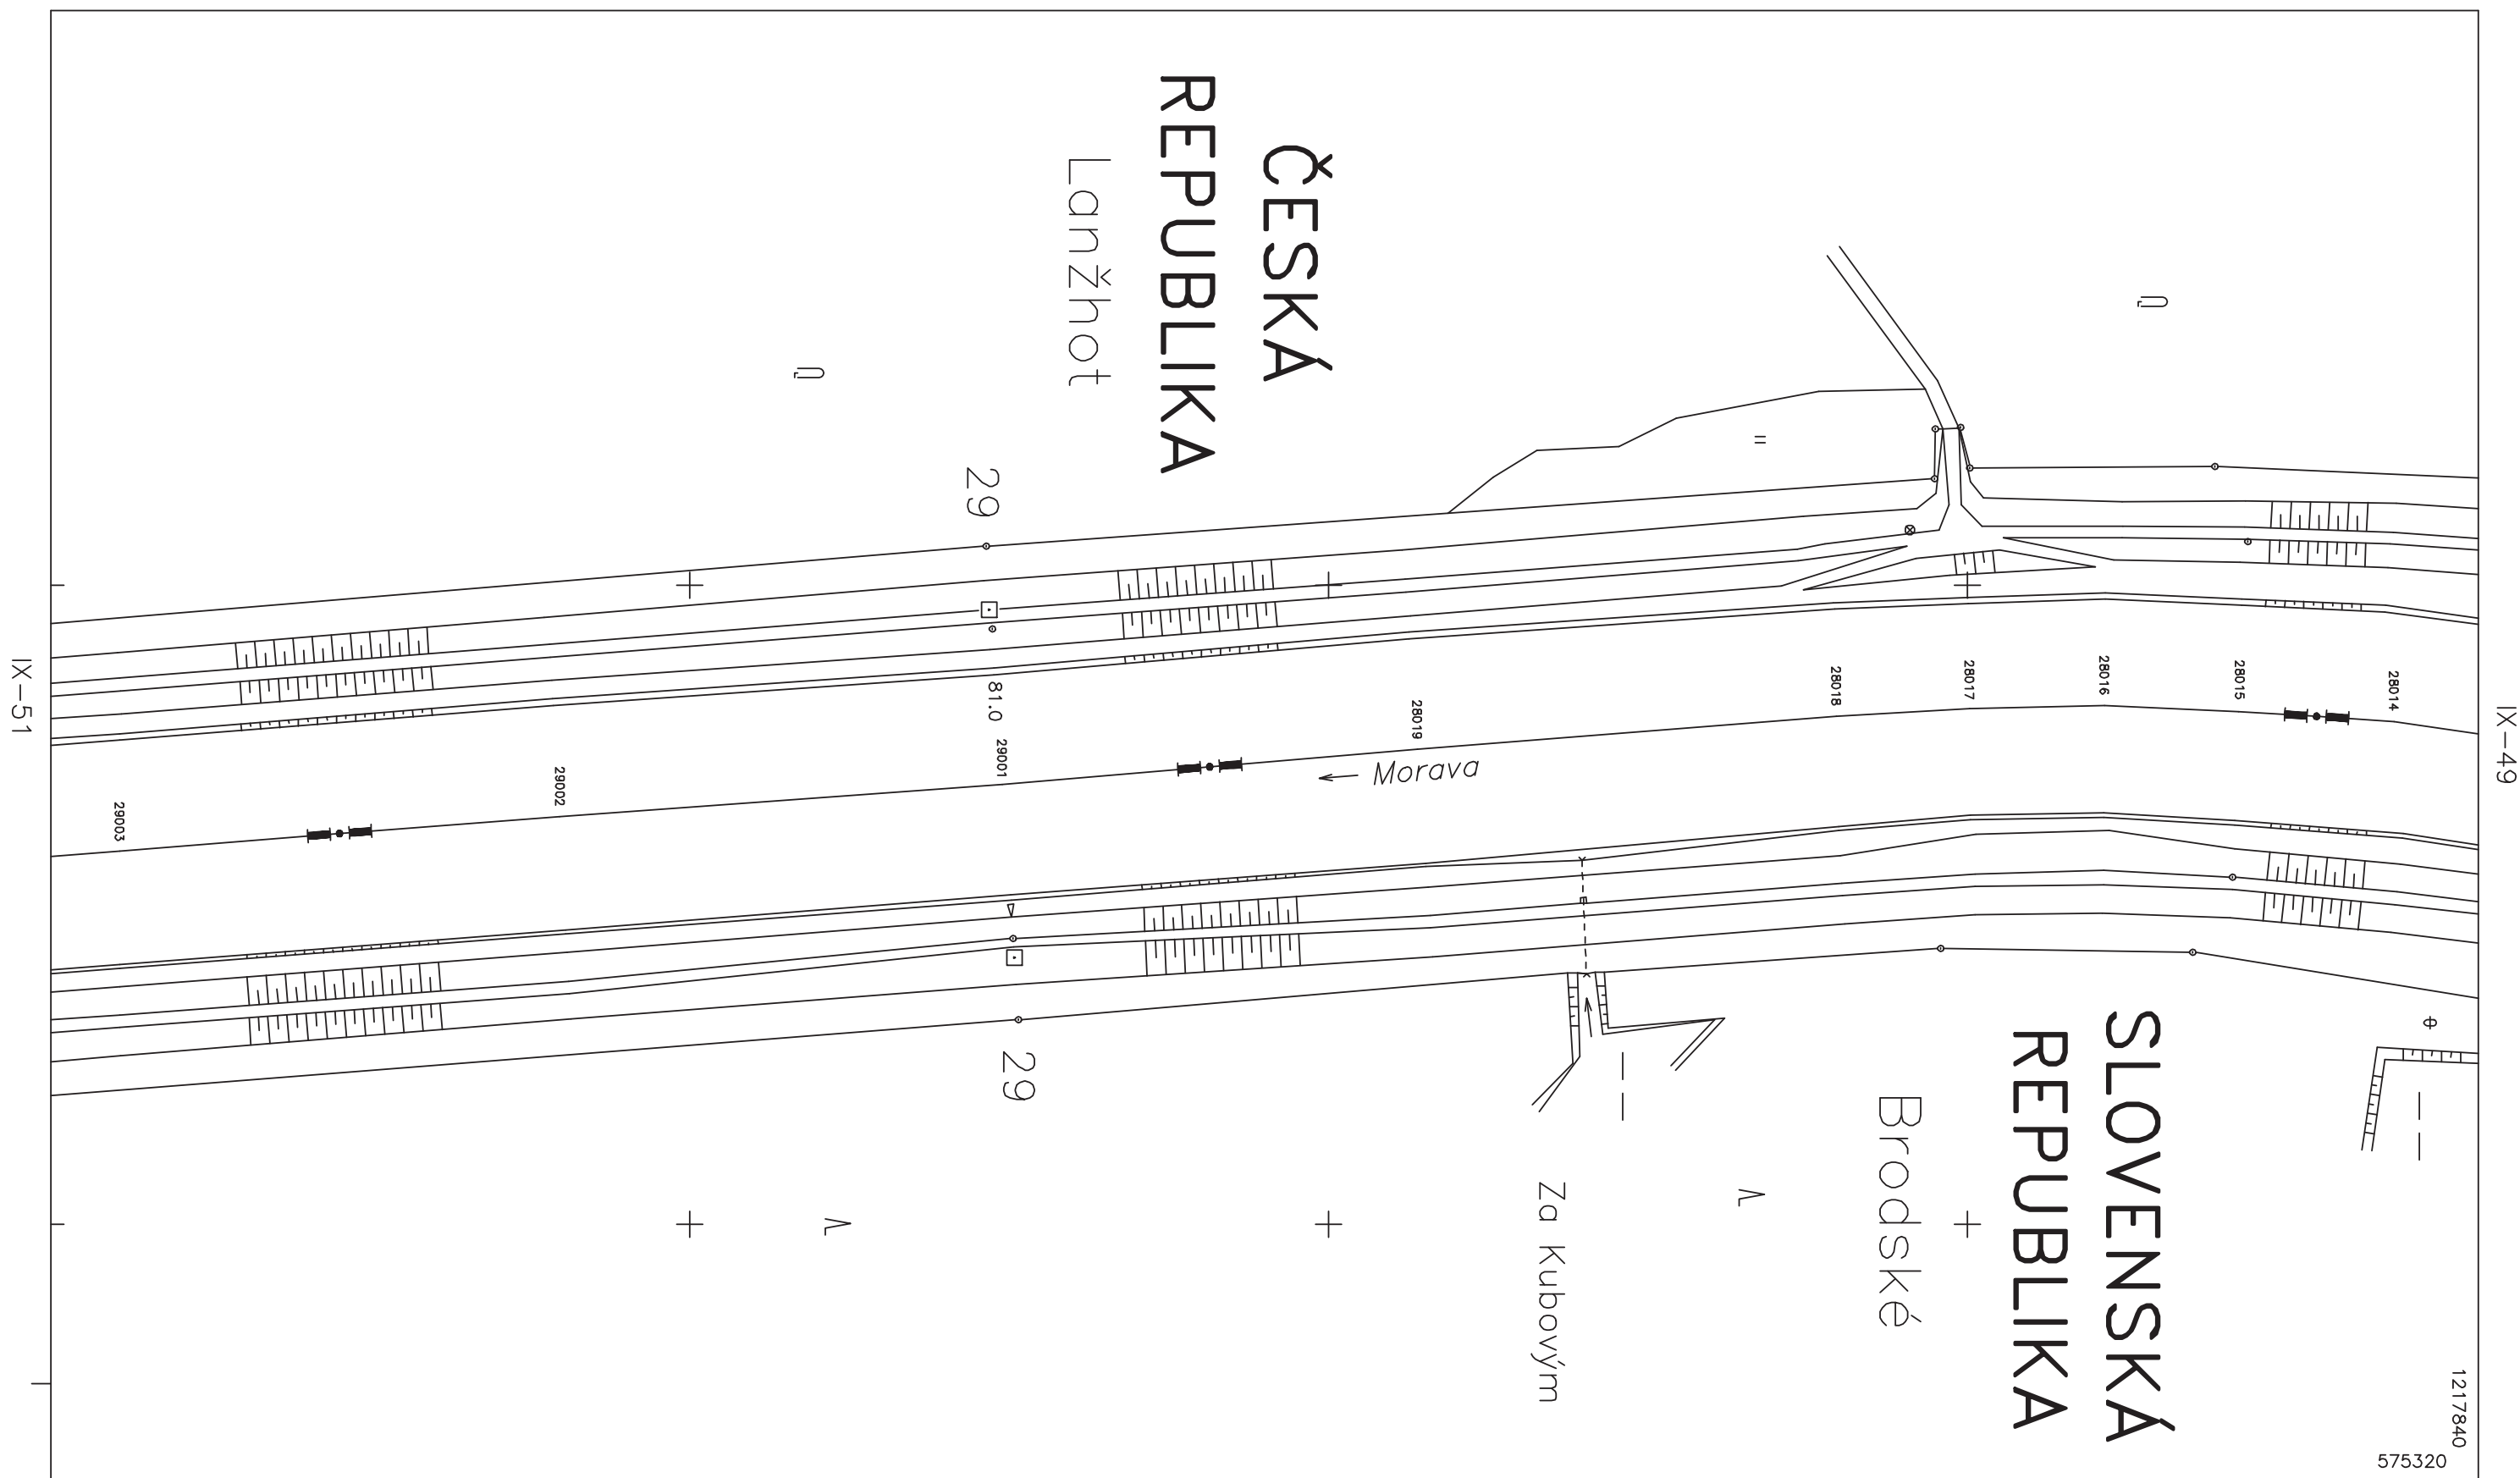 ČESKÁ
REPUBLIKA
Lanžhot
29
IX-51
IX-49
81.0
28014
28015
28016
28017
28018
28019
29001
29002
29003
Morava
29
SLOVENSKÁ
REPUBLIKA
Brodské
Za Kubovým
1217840
575320